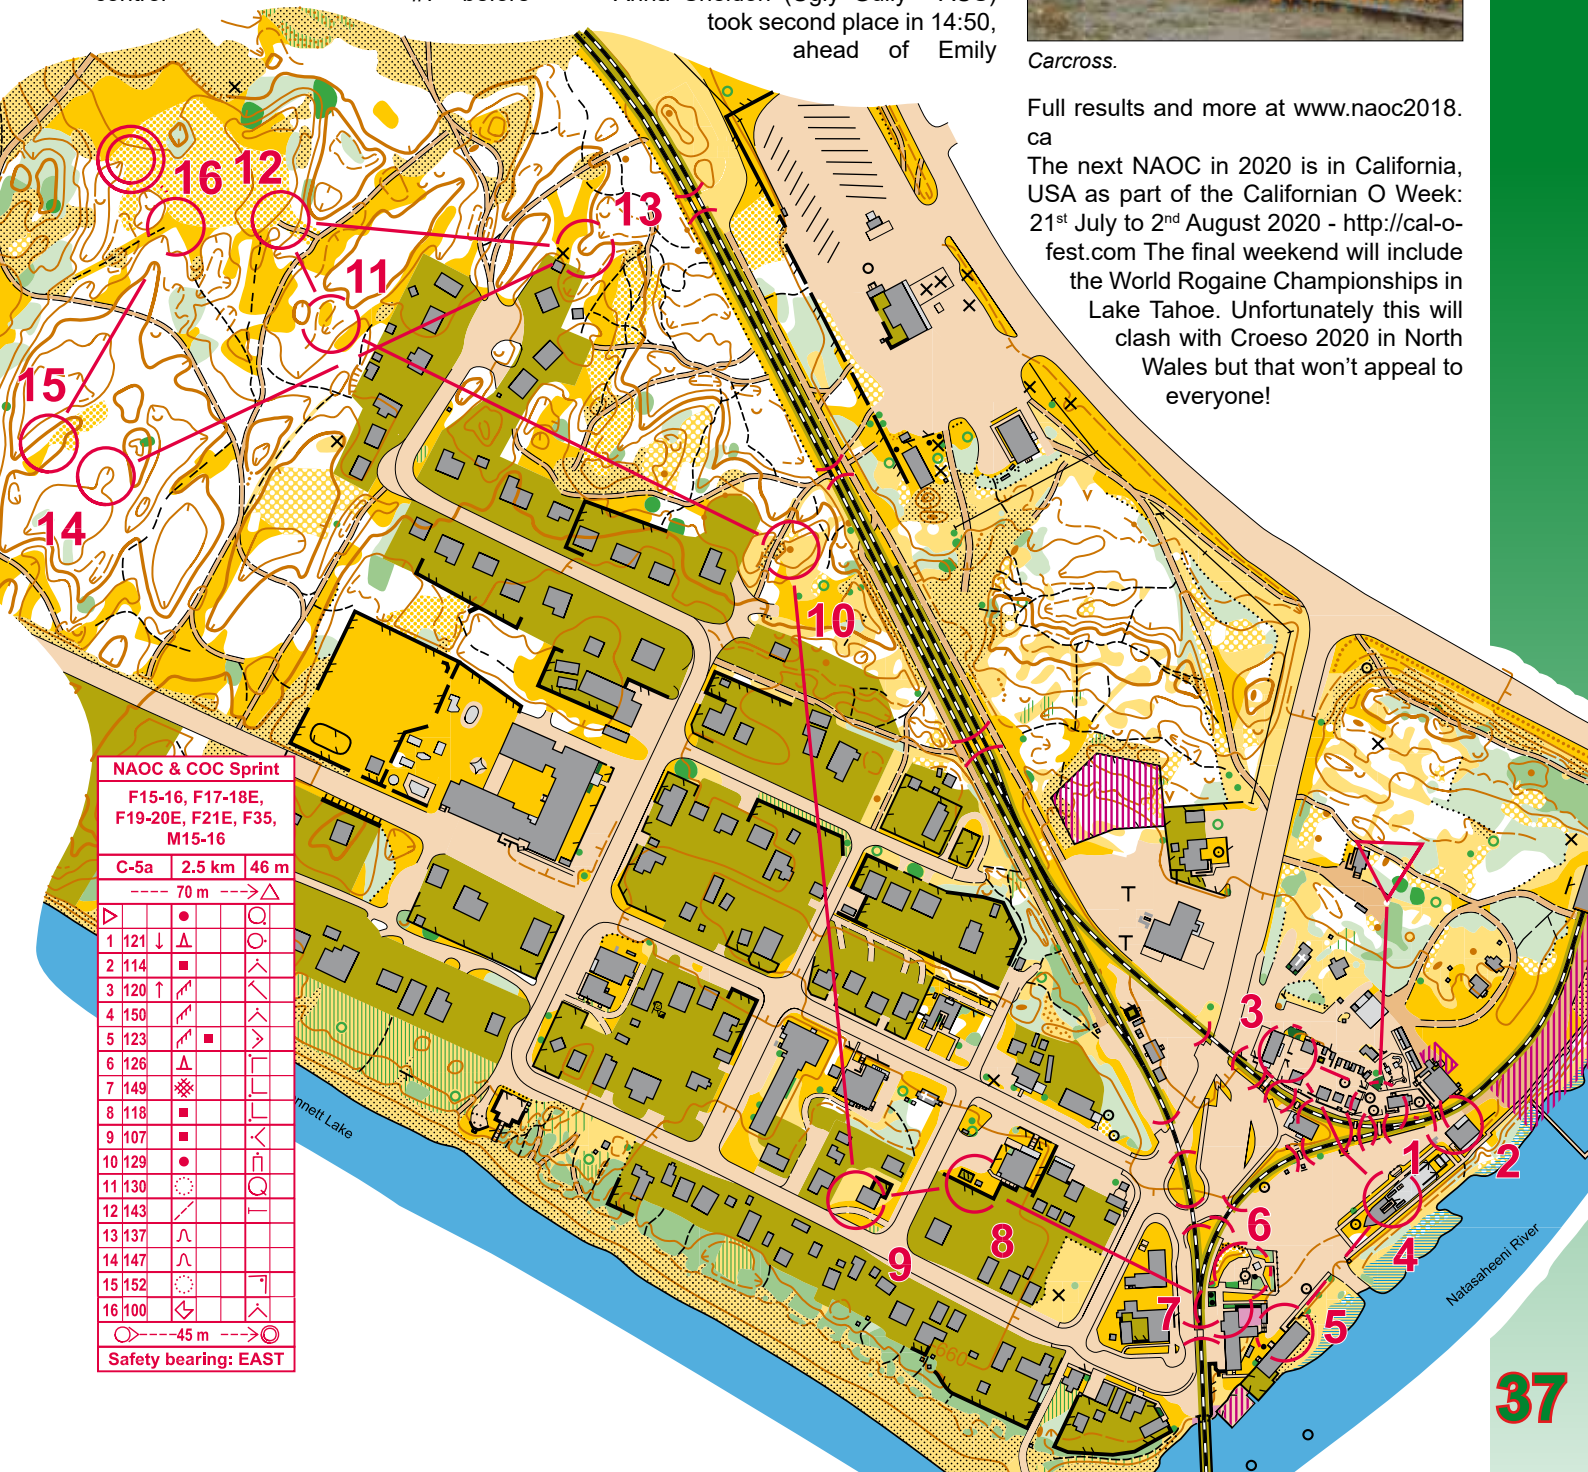 took second place in 14:50,
ahead of Emily
Carcross.
Full results and more at www.naoc2018.
ca
The next NAOC in 2020 is in California,
USA as part of the Californian O Week:
21st July to 2nd August 2020 - http://cal-o-
fest.com The final weekend will include
the World Rogaine Championships in
Lake Tahoe. Unfortunately this will
clash with Croeso 2020 in North
Wales but that won't appeal to
everyone!
16
12
13
11
15
14
10
3
1
2
6
4
8
9
7
5
660
NAOC & COC Sprint
F15-16, F17-18E,
F19-20E, F21E, F35,
M15-16
C-5a 2.5 km 46 m
70 m
1 121
2 114
3 120
4 150
5 123
6 126
7 149
8 118
9 107
10 129
11 130
12 143
13 137
14 147
15 152
16 100
45 m
Safety bearing: EAST
nnett Lake
Natasaheeni River
37